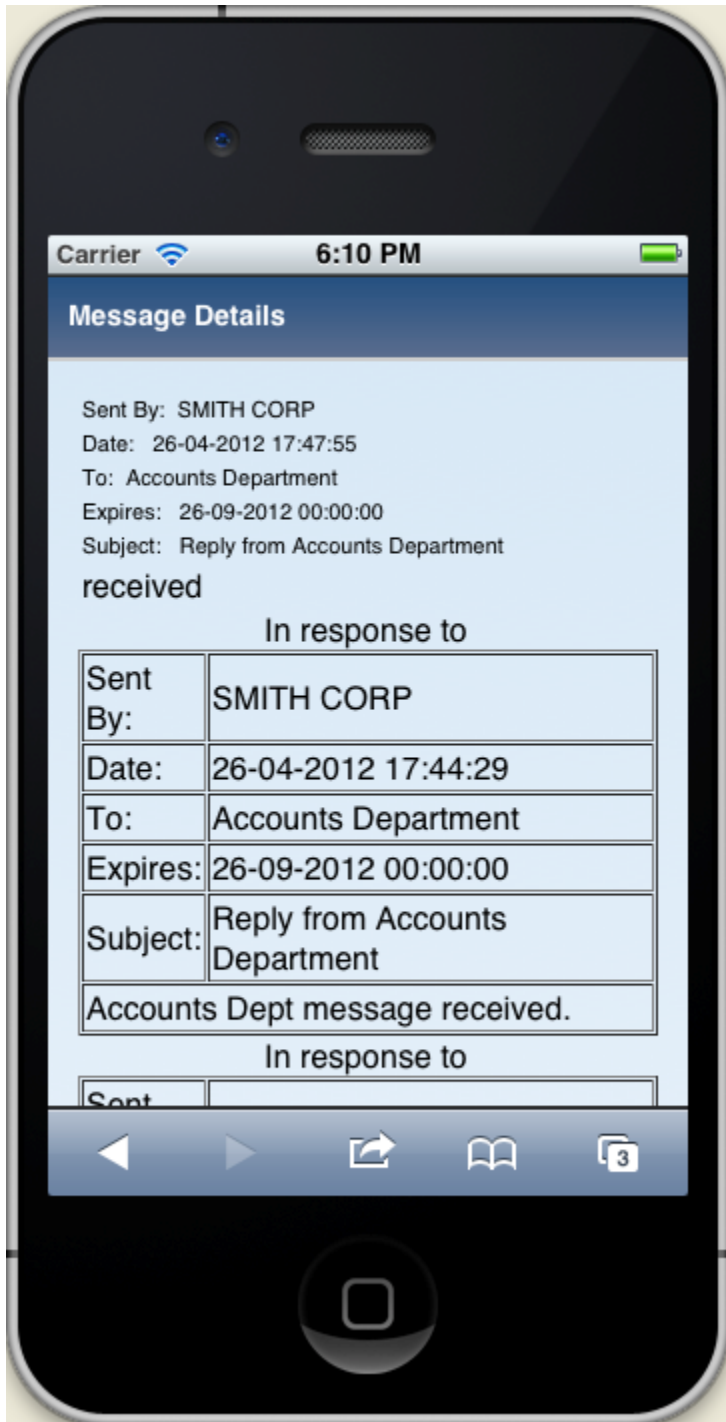 Carrier 6:10 PM
Message Details
Sent By: SMITH CORP
Date: 26-04-2012 17:47:55
To: Accounts Department
Expires: 26-09-2012 00:00:00
Subject: Reply from Accounts Department
received
In response to
Sent
By: SMITH CORP
Date: 26-04-2012 17:44:29
To: Accounts Department
Expires: 26-09-2012 00:00:00
Subject: Reply from Accounts
Department
Accounts Dept message received.
In response to
Sent
3